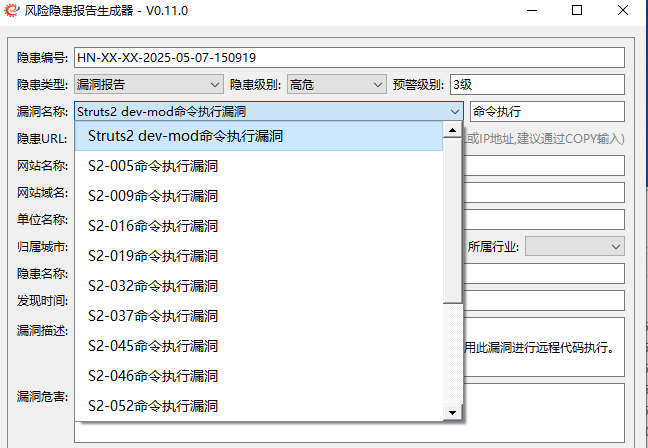 风险隐患报告生成器 - V0.11.0
隐患编号: HN-XX-XX-2025-05-07-150919
隐患类型: 漏洞报告 隐患级别: 高危 预警级别: 3级
漏洞名称: Struts2 dev-mod命令执行漏洞 命令执行
隐患URL: 或IP地址,建议通过COPY输入)
Struts2 dev-mod命令执行漏洞
网站名称: S2-005命令执行漏洞
网站域名: S2-009命令执行漏洞
单位名称: S2-016命令执行漏洞
归属城市: S2-019命令执行漏洞 所属行业:
隐患名称: S2-032命令执行漏洞
发现时间: S2-037命令执行漏洞
漏洞描述: S2-045命令执行漏洞 用此漏洞进行远程代码执行。
S2-046命令执行漏洞
漏洞危害: S2-052命令执行漏洞